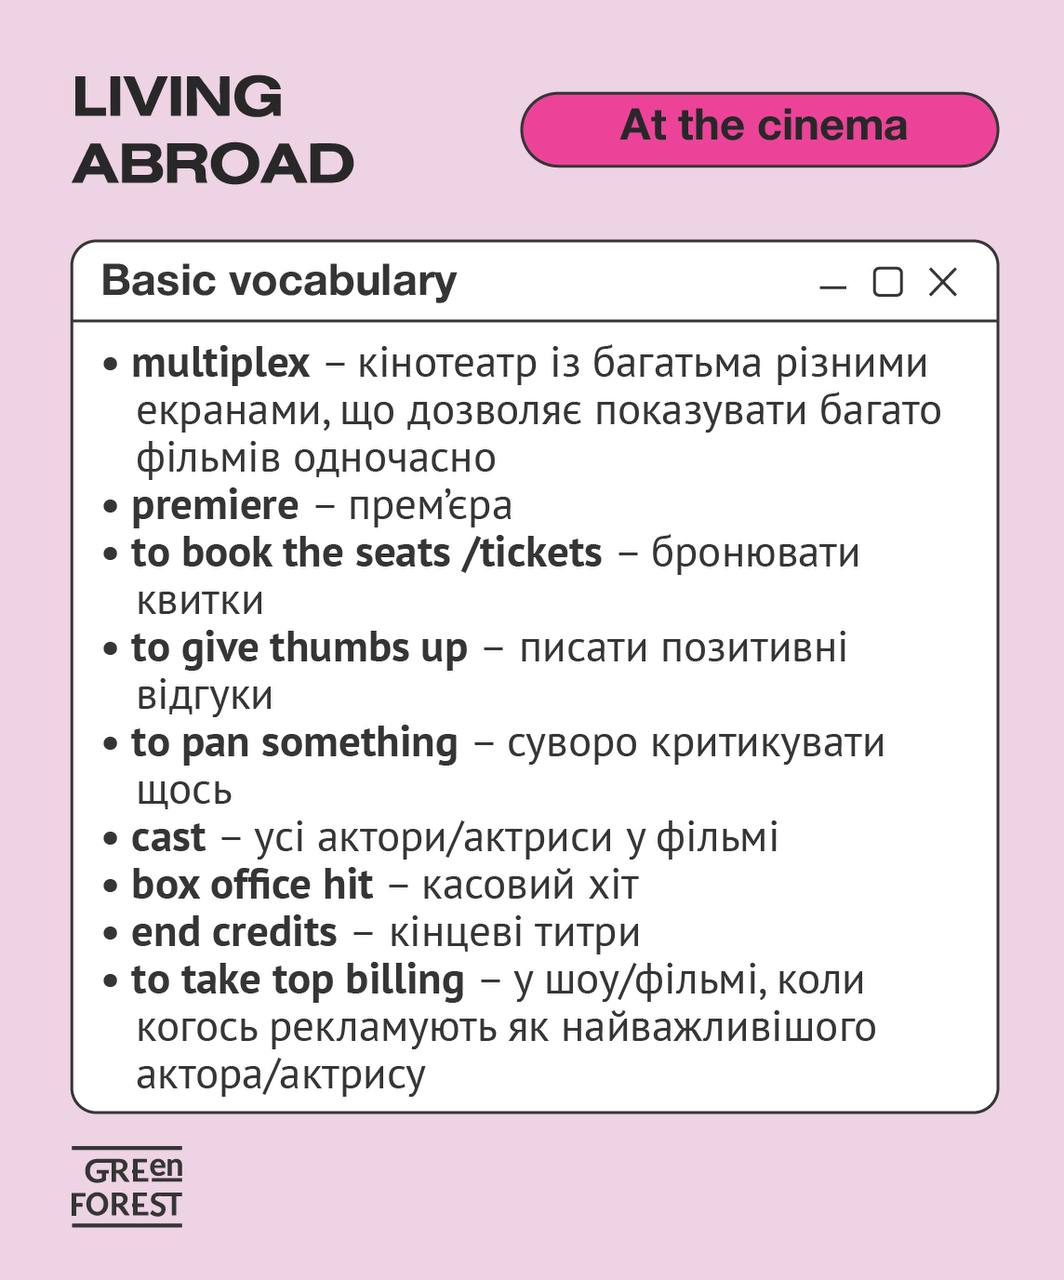 LIVING
ABROAD
At the cinema
Basic vocabulary
• multiplex – кінотеатр із багатьма різними
екранами, що дозволяє показувати багато
фільмів одночасно
• premiere – прем’єра
• to book the seats /tickets – бронювати
квитки
• to give thumbs up – писати позитивні
відгуки
• to pan something – суворо критикувати
щось
• cast – усі актори/актриси у фільмі
• box office hit – касовий хіт
• end credits – кінцеві титри
• to take top billing – у шоу/фільмі, коли
когось рекламують як найважливішого
актора/актрису
GREen
FOREST